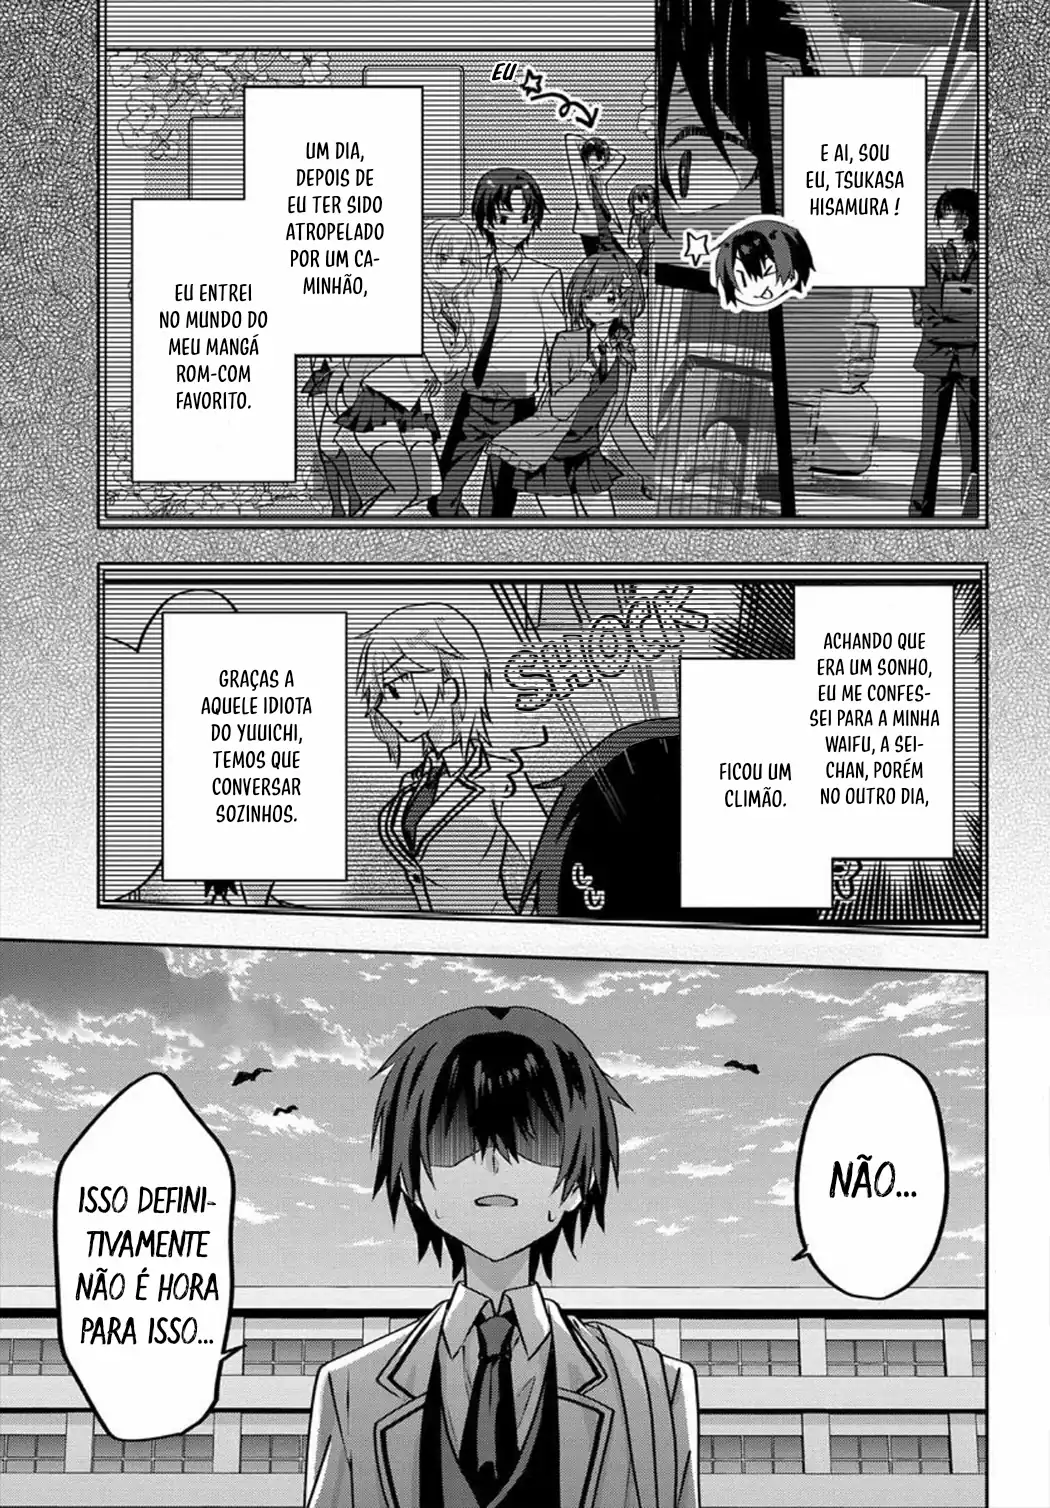 E AI, SOU
EU, TSUKASA
HISAMURA !
EU
UM DIA,
DEPOIS DE
EU TER SIDO
ATROPELADO
POR UM CA-
MINHÃO,
EU ENTREI
NO MUNDO DO
MEU MANGÁ
ROM-COM
FAVORITO.
ACHANDO QUE
ERA UM SONHO,
EU ME CONFES-
SEI PARA A MINHA
WAIFU, A SEI-
CHAN, PORÉM
NO OUTRO DIA,
FICOU UM
CLIMÃO.
SHOCK
GRAÇAS A
AQUELE IDIOTA
DO YUUICHI,
TEMOS QUE
CONVERSAR
SOZINHOS.
NÃO...
ISSO DEFINI-
TIVAMENTE
NÃO É HORA
PARA ISSO...